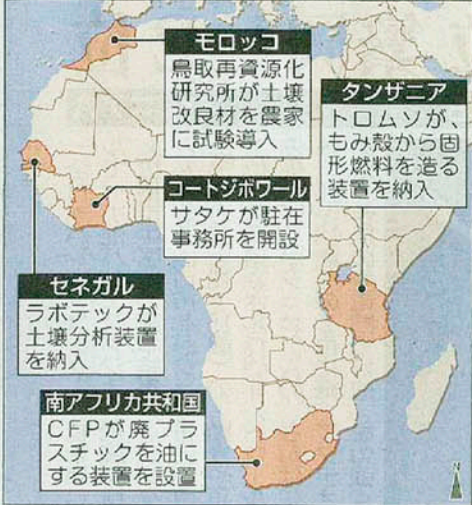 モロッコ
鳥取再資源化
研究所が土壌
改良材を農家
に試験導入
タンザニア
トロムソが、
もみ殻から固
形燃料を造る
装置を納入
コートジボワール
サタケが駐在
事務所を開設
セネガル
ラボテックが
土壌分析装置
を納入
南アフリカ共和国
CFPが廃プラ
スチックを油に
する装置を設置
N